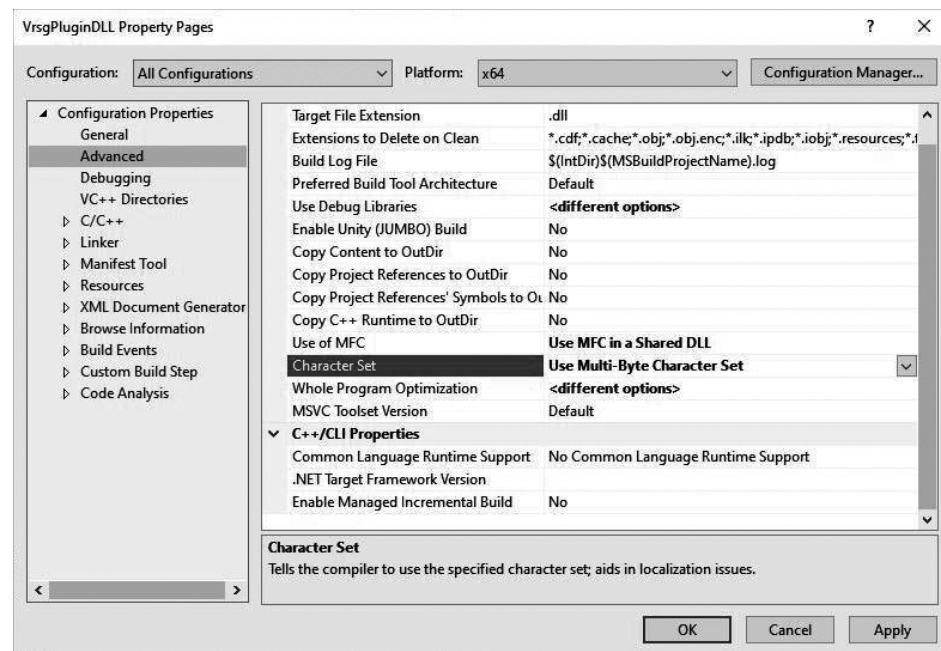 VrsgPluginDLL Property Pages ? ×
Configuration: All Configurations Platform: x64 Configuration Manager...
Configuration Properties
General
Advanced
Debugging
VC++ Directories
C/C++
Linker
Manifest Tool
Resources
XML Document Generator
Browse Information
Build Events
Custom Build Step
Code Analysis
Target File Extension .dll
Extensions to Delete on Clean *.cdf;*.cache;*.obj;*.obj.enc;*.ilk;*.ipdb;*.iobj;*.resources;*.t
Build Log File $(IntDir)$(MSBuildProjectName).log
Preferred Build Tool Architecture Default
Use Debug Libraries <different options>
Enable Unity (JUMBO) Build No
Copy Content to OutDir No
Copy Project References to OutDir No
Copy Project References' Symbols to Ou No
Copy C++ Runtime to OutDir No
Use of MFC Use MFC in a Shared DLL
Character Set Use Multi-Byte Character Set
Whole Program Optimization <different options>
MSVC Toolset Version Default
C++/CLI Properties
Common Language Runtime Support No Common Language Runtime Support
.NET Target Framework Version
Enable Managed Incremental Build No
Character Set
Tells the compiler to use the specified character set; aids in localization issues.
OK Cancel Apply